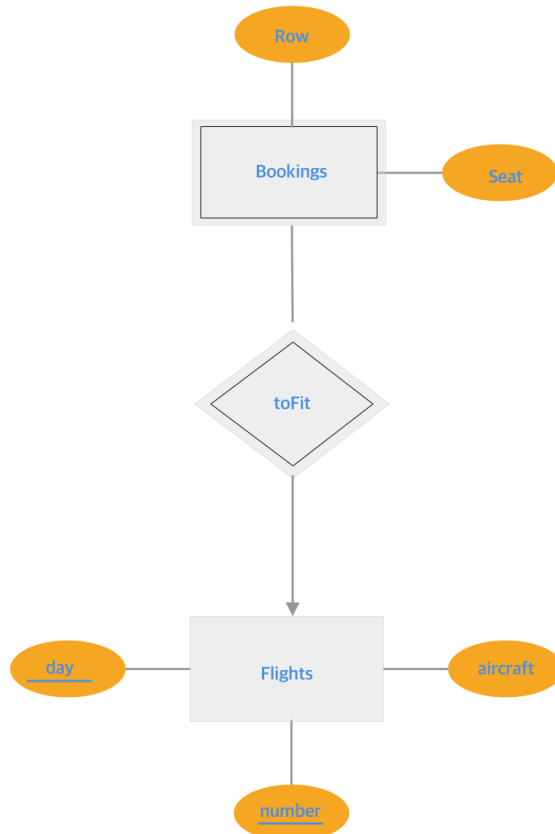 Row
Bookings
Seat
toFit
day
Flights
aircraft
number